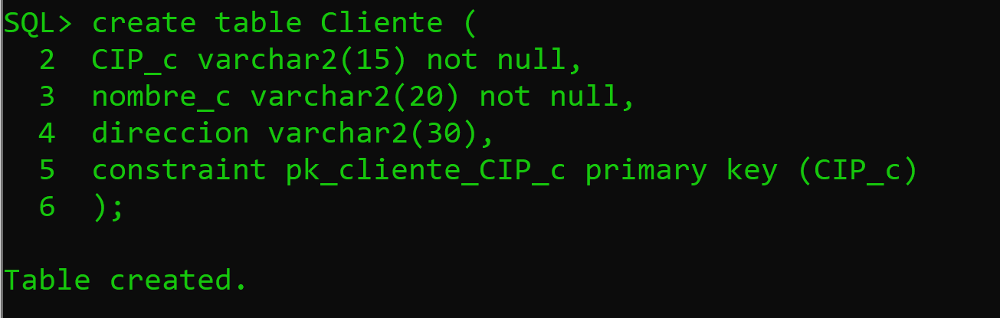 SQL> create table Cliente (
  2  CIP_c varchar2(15) not null,
  3  nombre_c varchar2(20) not null,
  4  direccion varchar2(30),
  5  constraint pk_cliente_CIP_c primary key (CIP_c)
  6  );

Table created.